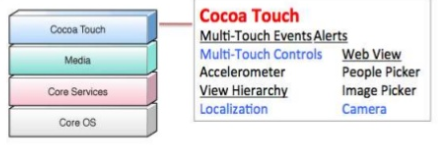 Cocoa Touch
Media
Core Services
Core OS
Cocoa Touch
Multi-Touch Events Alerts
Multi-Touch Controls Web View
Accelerometer People Picker
View Hierarchy Image Picker
Localization Camera